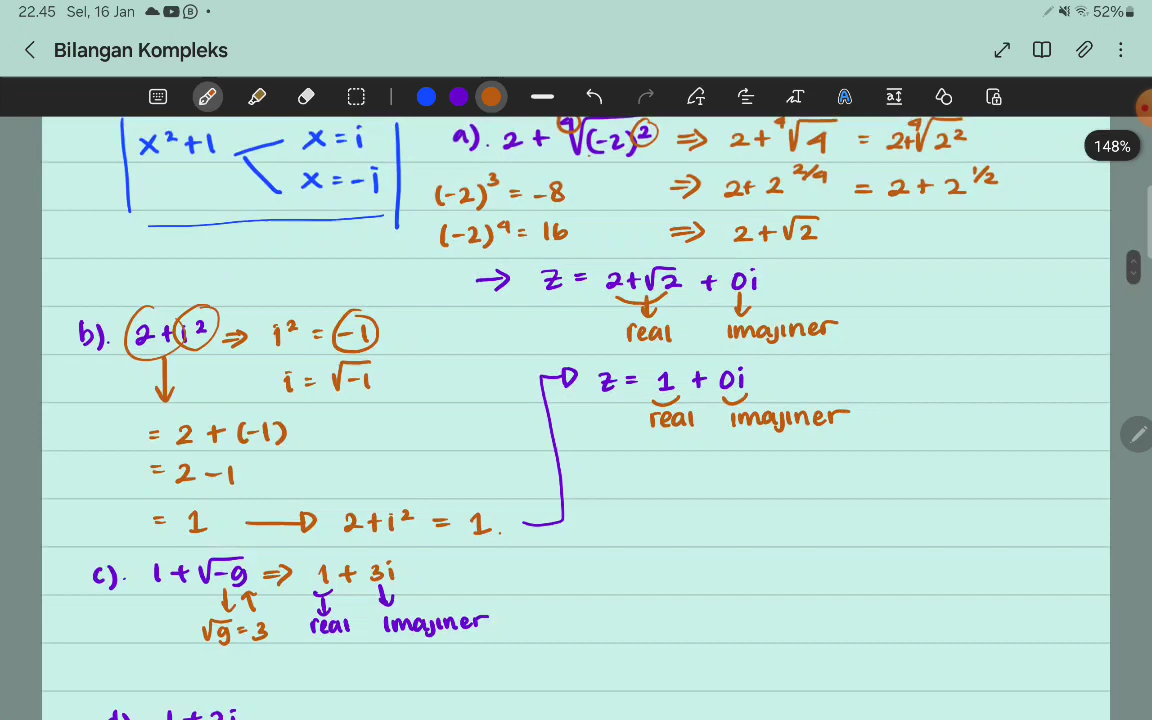 22.45 Sel, 16 Jan
52%
Bilangan Kompleks
148%
x² + 1
x = i
x = -i
a). 2 + ⁴√(-2)² ⇒ 2 + ⁴√4 = 2+⁴√2²
(-2)³ = -8 ⇒ 2+ 2^2/4 = 2 + 2^1/2
(-2)⁴ = 16 ⇒ 2 + √2
→ z = 2+√2 + 0i
real imajiner
b). 2 + i² ⇒ i² = -1
i = √-1
z = 1 + 0i
real imajiner
= 2 + (-1)
= 2 - 1
= 1 → 2 + i² = 1.
c). 1 + √-9 ⇒ 1 + 3i
√9 = 3 real imajiner